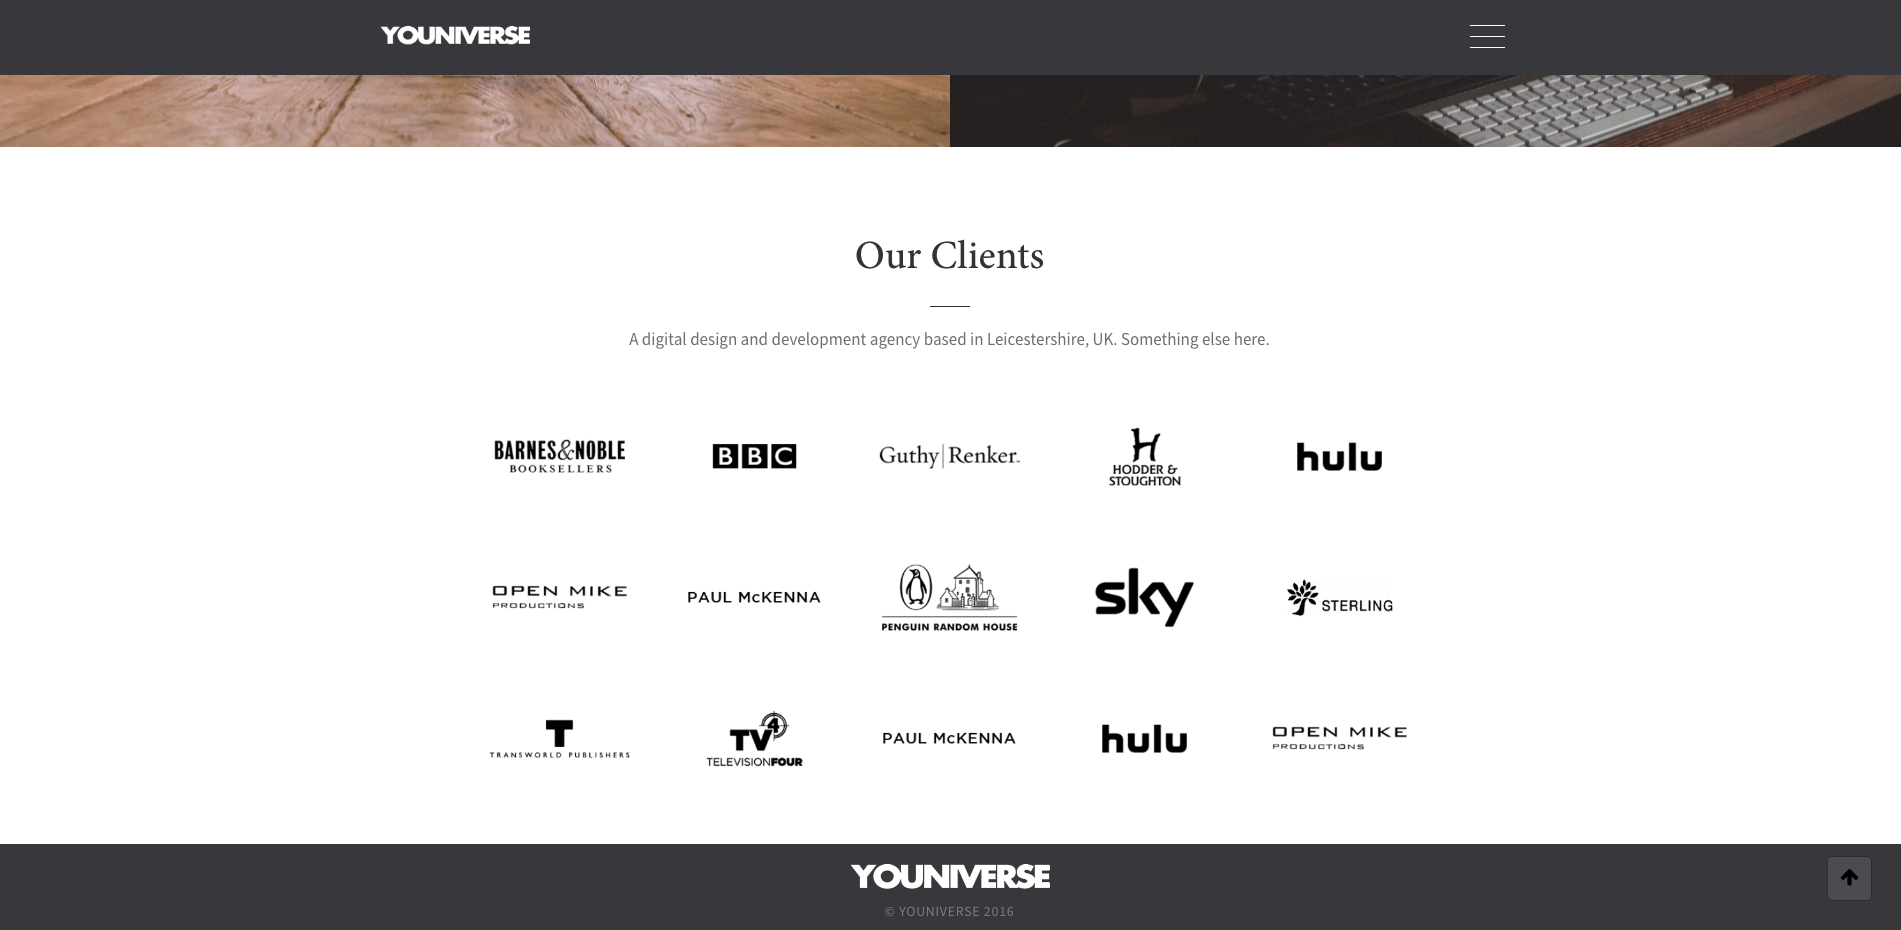 YOUNIVERSE
Our Clients
A digital design and development agency based in Leicestershire, UK. Something else here.
BARNES&NOBLE
BOOKSELLERS
BBC
Guthy|Renker
HODDER &
STOUGHTON
hulu
OPEN MIKE
PRODUCTIONS
PAUL McKENNA
PENGUIN RANDOM HOUSE
sky
STERLING
T
TRANSWORLD PUBLISHERS
TV4
TELEVISIONFOUR
PAUL McKENNA
hulu
OPEN MIKE
PRODUCTIONS
YOUNIVERSE
© YOUNIVERSE 2016